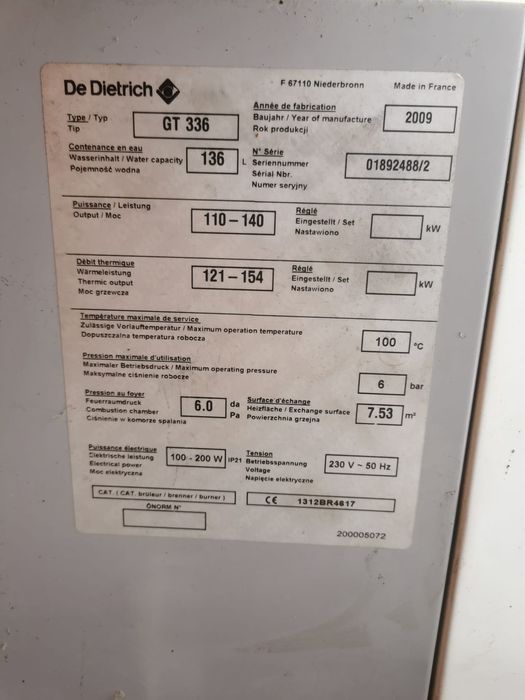 De Dietrich
F 67110 Niederbronn
Made in France
Type / Typ
Tip
GT 336
Année de fabrication
Baujahr / Year of manufacture
Rok produkcji
2009
Contenance en eau
Wasserinhalt / Water capacity
Pojemność wodna
136 L
N° Série
Seriennummer
Sérial Nbr.
Numer seryjny
01892488/2
Puissance / Leistung
Output / Moc
110 – 140
Réglé
Eingestellt / Set
Nastawiono
kW
Débit thermique
Wärmeleistung
Thermic output
Moc grzewcza
121 – 154
Réglé
Eingestellt / Set
Nastawiono
kW
Température maximale de service
Zulässige Vorlauftemperatur / Maximum operation temperature
Dopuszczalna temperatura robocza
100 °C
Pression maximale d'utilisation
Maximaler Betriebsdruck / Maximum operating pressure
Maksymalne ciśnienie robocze
6 bar
Pression au foyer
Feuerraumdruck
Combustion chamber
Ciśnienie w komorze spalania
6.0 da Pa
Surface d'échange
Heizfläche / Exchange surface
Powierzchnia grzejna
7.53 m²
Puissance électrique
Elektrische leistung
Electrical power
Moc elektryczna
100 - 200 W IP21
Tension
Betriebsspannung
Voltage
Napięcie elektryczne
230 V ~ 50 Hz
CAT. ( CAT. brûleur / brenner / burner )
CE 1312BR4617
ÖNORM N°
200005072